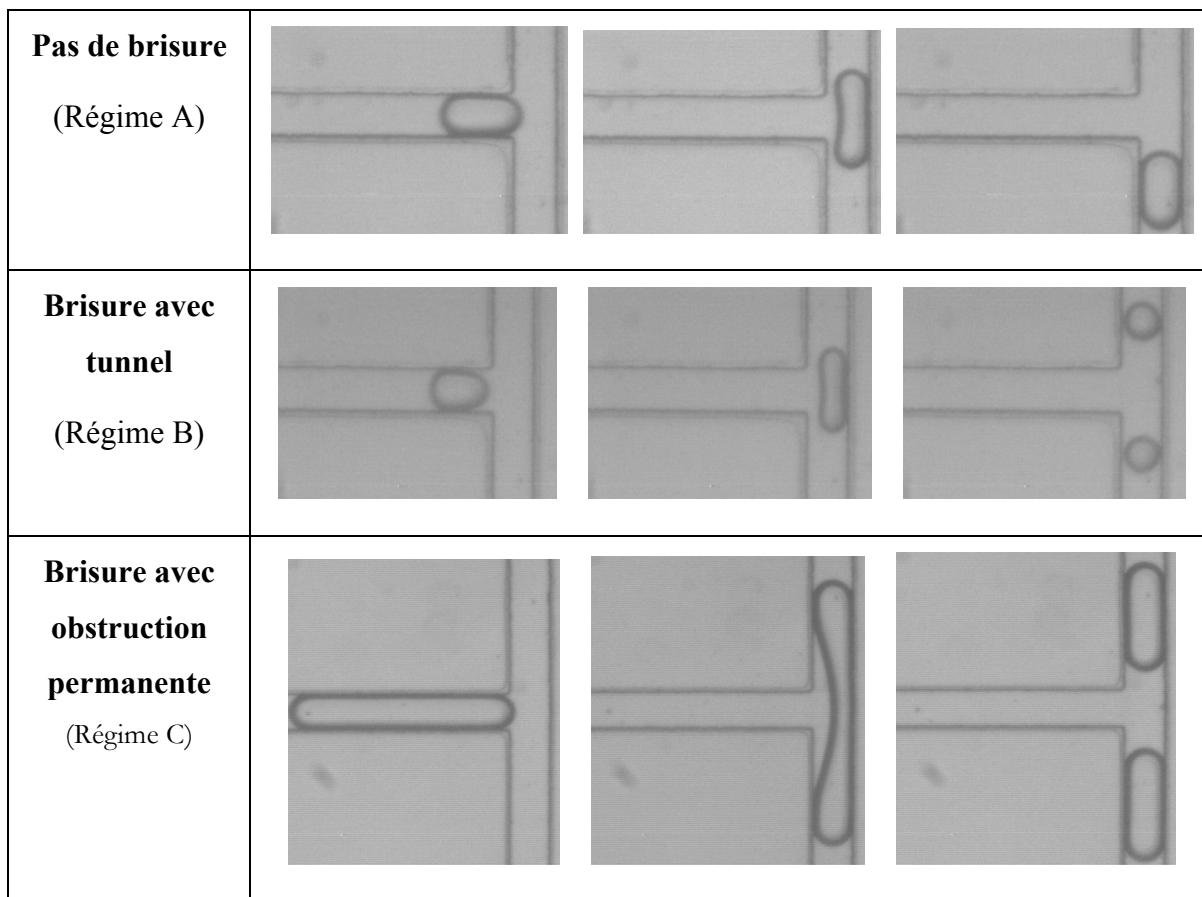 Pas de brisure
(Régime A)
Brisure avec
tunnel
(Régime B)
Brisure avec
obstruction
permanente
(Régime C)